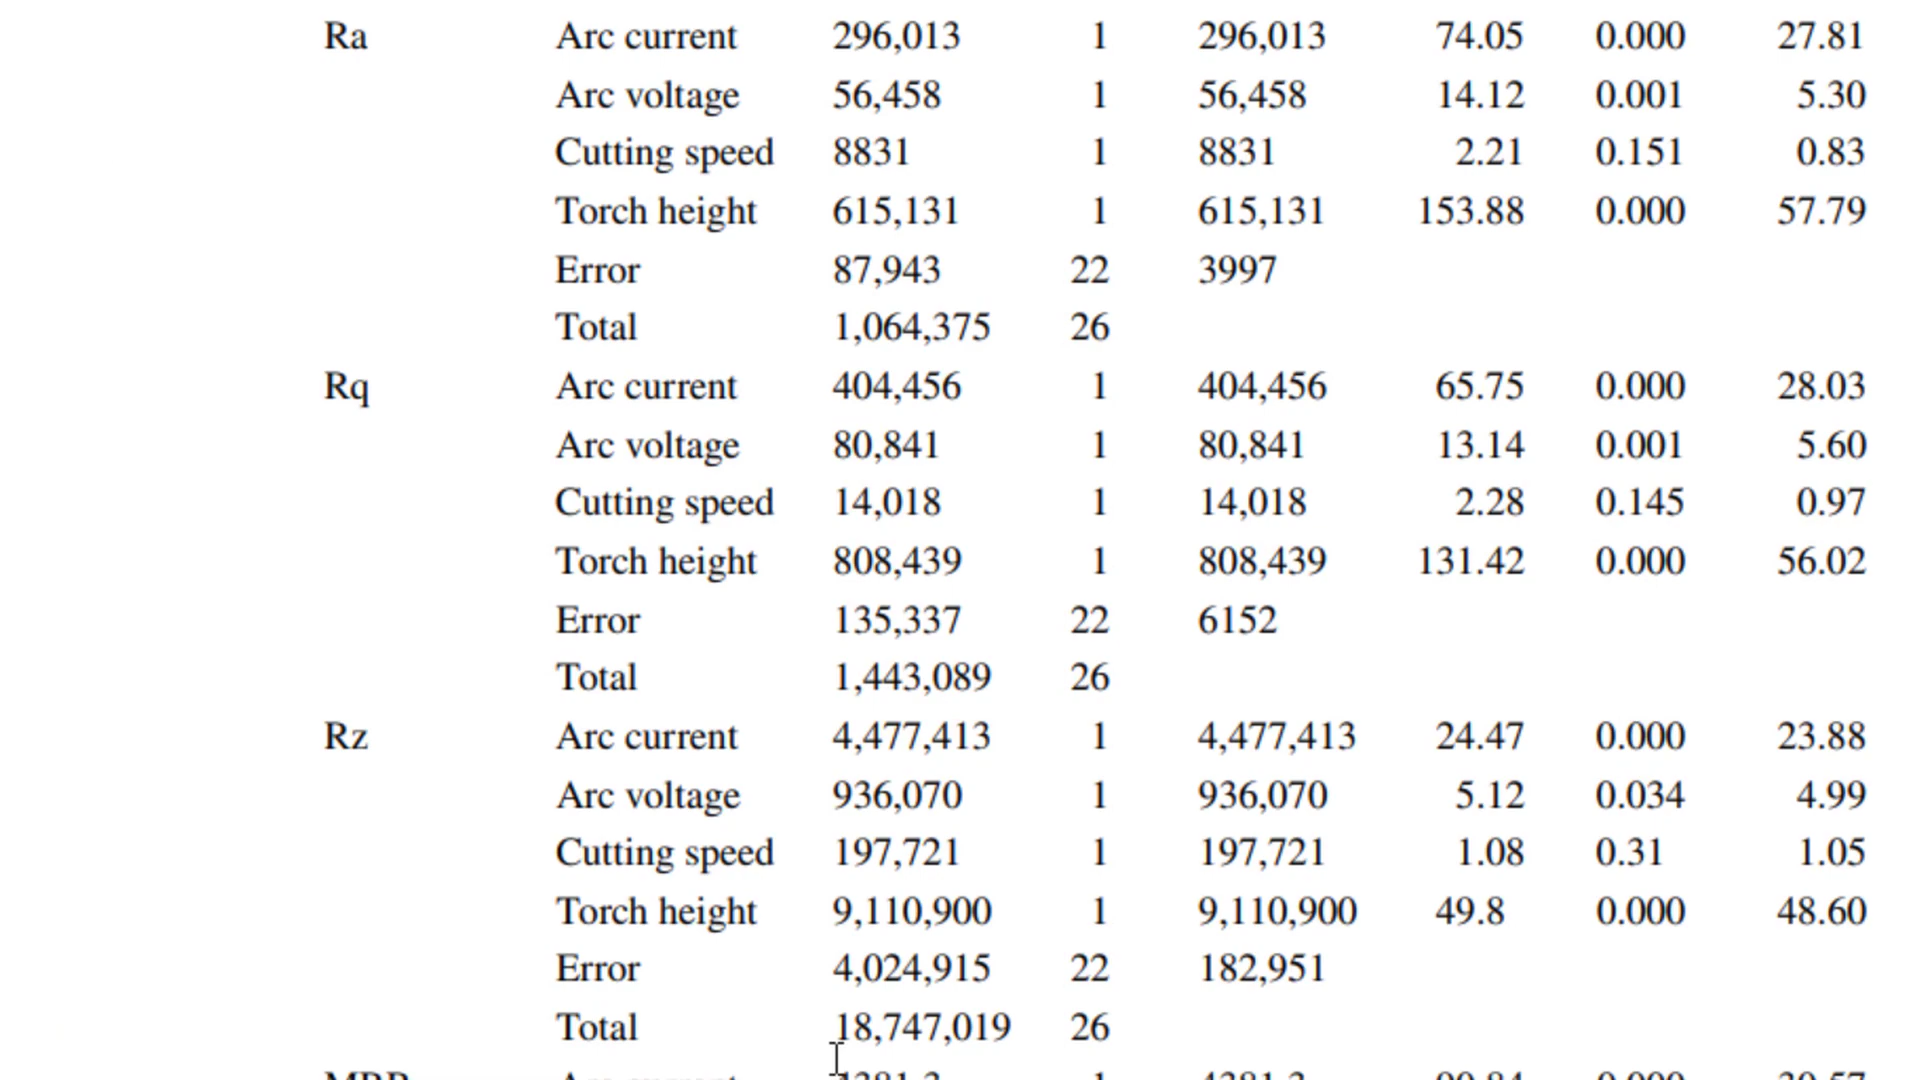 Ra Arc current 296,013 1 296,013 74.05 0.000 27.81
Arc voltage 56,458 1 56,458 14.12 0.001 5.30
Cutting speed 8831 1 8831 2.21 0.151 0.83
Torch height 615,131 1 615,131 153.88 0.000 57.79
Error 87,943 22 3997
Total 1,064,375 26
Rq Arc current 404,456 1 404,456 65.75 0.000 28.03
Arc voltage 80,841 1 80,841 13.14 0.001 5.60
Cutting speed 14,018 1 14,018 2.28 0.145 0.97
Torch height 808,439 1 808,439 131.42 0.000 56.02
Error 135,337 22 6152
Total 1,443,089 26
Rz Arc current 4,477,413 1 4,477,413 24.47 0.000 23.88
Arc voltage 936,070 1 936,070 5.12 0.034 4.99
Cutting speed 197,721 1 197,721 1.08 0.31 1.05
Torch height 9,110,900 1 9,110,900 49.8 0.000 48.60
Error 4,024,915 22 182,951
Total 18,747,019 26